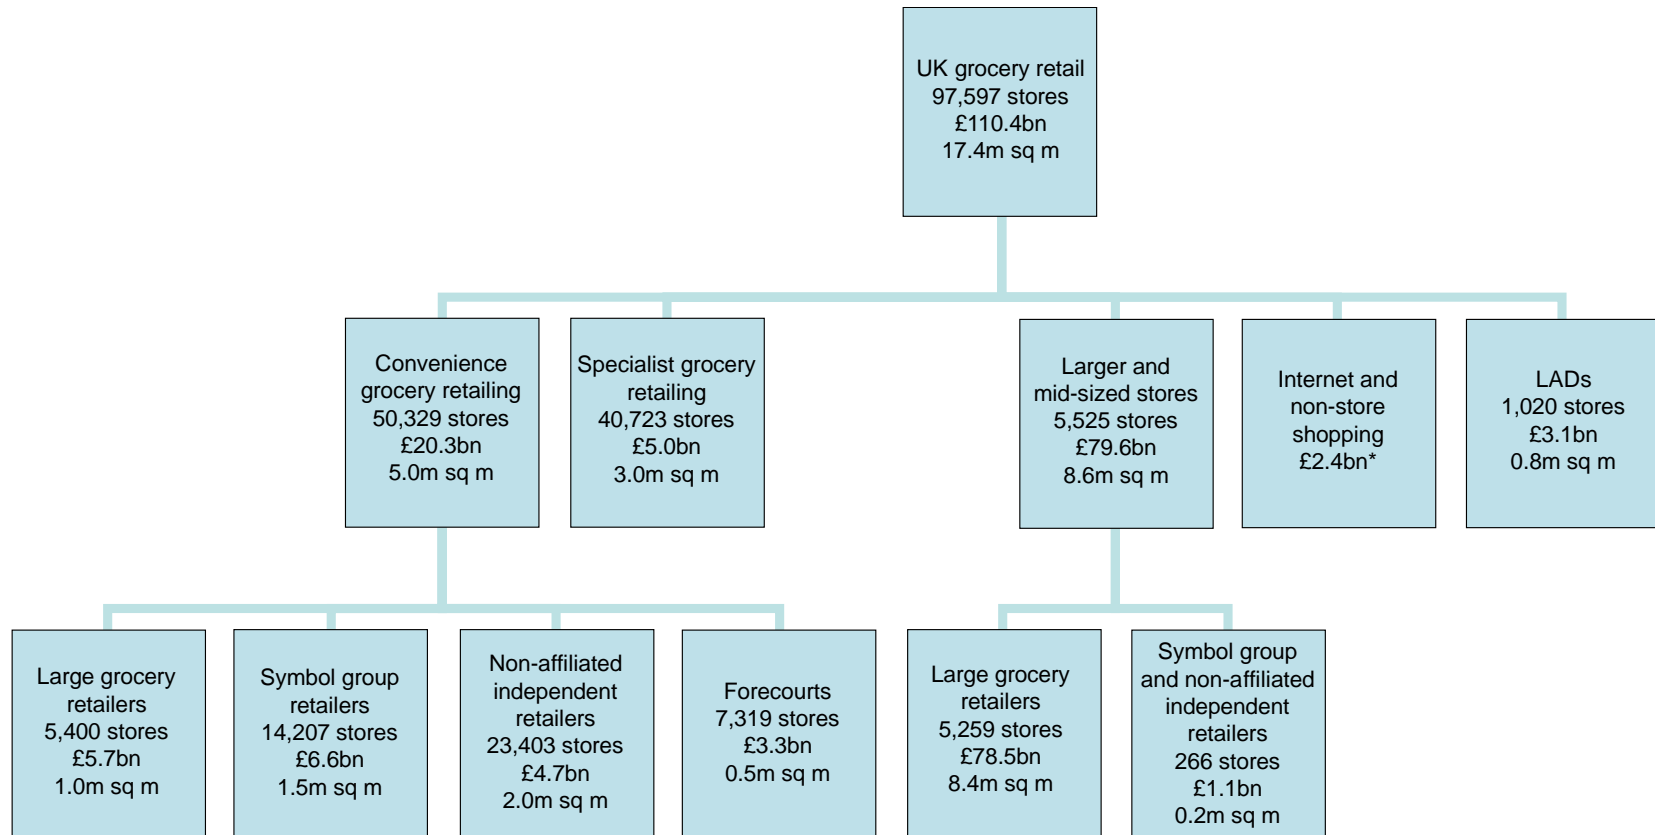 UK grocery retail
97,597 stores
£110.4bn
17.4m sq m
Convenience
grocery retailing
50,329 stores
£20.3bn
5.0m sq m
Specialist grocery
retailing
40,723 stores
£5.0bn
3.0m sq m
Larger and
mid-sized stores
5,525 stores
£79.6bn
8.6m sq m
Internet and
non-store
shopping
£2.4bn*
LADs
1,020 stores
£3.1bn
0.8m sq m
Large grocery
retailers
5,400 stores
£5.7bn
1.0m sq m
Symbol group
retailers
14,207 stores
£6.6bn
1.5m sq m
Non-affiliated
independent
retailers
23,403 stores
£4.7bn
2.0m sq m
Forecourts
7,319 stores
£3.3bn
0.5m sq m
Large grocery
retailers
5,259 stores
£78.5bn
8.4m sq m
Symbol group
and non-affiliated
independent
retailers
266 stores
£1.1bn
0.2m sq m